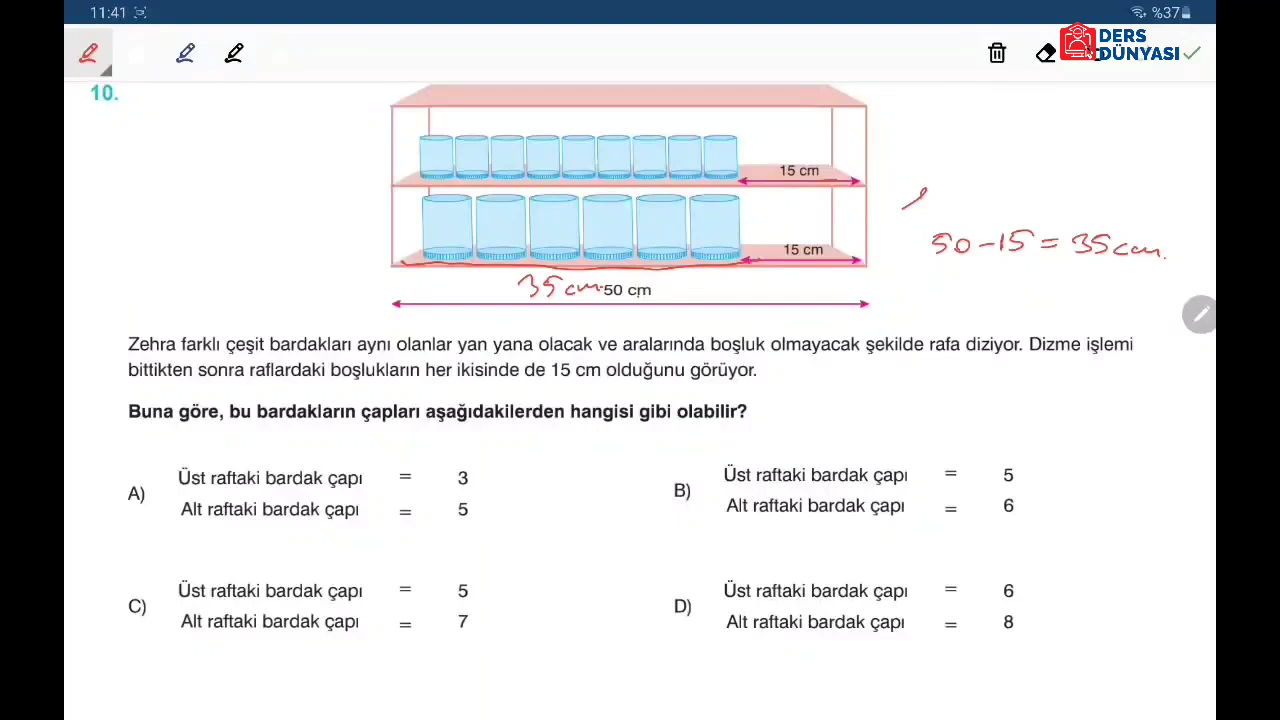 11:41
%37
DERS
DÜNYASI
10.
15 cm
15 cm
50 - 15 = 35 cm.
35 cm.
50 cm
Zehra farklı çeşit bardakları aynı olanlar yan yana olacak ve aralarında boşluk olmayacak şekilde rafa diziyor. Dizme işlemi
bittikten sonra raflardaki boşlukların her ikisinde de 15 cm olduğunu görüyor.
Buna göre, bu bardakların çapları aşağıdakilerden hangisi gibi olabilir?
A) Üst raftaki bardak çapı = 3
Alt raftaki bardak çapı = 5
B) Üst raftaki bardak çapı = 5
Alt raftaki bardak çapı = 6
C) Üst raftaki bardak çapı = 5
Alt raftaki bardak çapı = 7
D) Üst raftaki bardak çapı = 6
Alt raftaki bardak çapı = 8